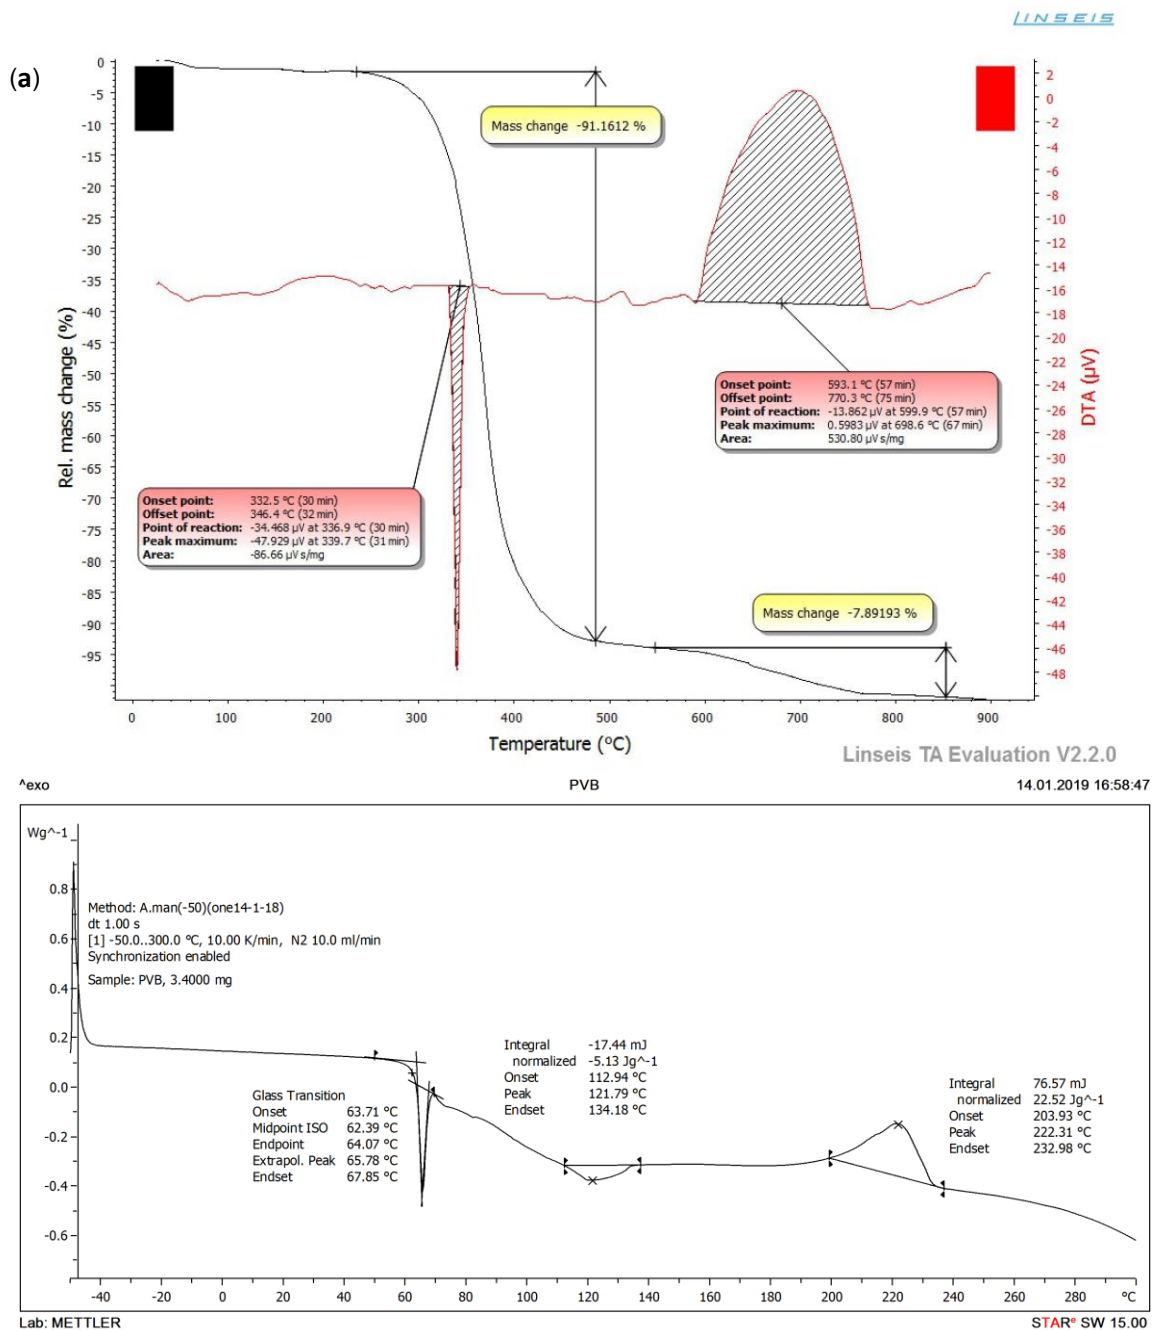 LINSEIS
(a)
Mass change -91.1612 %
Rel. mass change (%)
0
-5
-10
-15
-20
-25
-30
-35
-40
-45
-50
-55
-60
-65
-70
-75
-80
-85
-90
-95
2
0
-2
-4
-6
-8
-10
-12
-14
-16
-18
-20
-22
-24
-26
-28
-30
-32
-34
-36
-38
-40
-42
-44
-46
-48
DTA (µV)
Onset point: 593.1 °C (57 min)
Offset point: 770.3 °C (75 min)
Point of reaction: -13.862 µV at 599.9 °C (57 min)
Peak maximum: 0.5983 µV at 698.6 °C (67 min)
Area: 530.80 µV s/mg
Onset point: 332.5 °C (30 min)
Offset point: 346.4 °C (32 min)
Point of reaction: -34.468 µV at 336.9 °C (30 min)
Peak maximum: -47.929 µV at 339.7 °C (31 min)
Area: -86.66 µV s/mg
Mass change -7.89193 %
0 100 200 300 400 500 600 700 800 900
Temperature (°C)
Linseis TA Evaluation V2.2.0
^exo PVB 14.01.2019 16:58:47
Wg^-1
0.8
0.6
0.4
0.2
0.0
-0.2
-0.4
-0.6
Method: A.man(-50)(one14-1-18)
dt 1.00 s
[1] -50.0..300.0 °C, 10.00 K/min, N2 10.0 ml/min
Synchronization enabled
Sample: PVB, 3.4000 mg
Glass Transition
Onset 63.71 °C
Midpoint ISO 62.39 °C
Endpoint 64.07 °C
Extrapol. Peak 65.78 °C
Endset 67.85 °C
Integral -17.44 mJ
normalized -5.13 Jg^-1
Onset 112.94 °C
Peak 121.79 °C
Endset 134.18 °C
Integral 76.57 mJ
normalized 22.52 Jg^-1
Onset 203.93 °C
Peak 222.31 °C
Endset 232.98 °C
-40 -20 0 20 40 60 80 100 120 140 160 180 200 220 240 260 280 °C
Lab: METTLER STARe SW 15.00